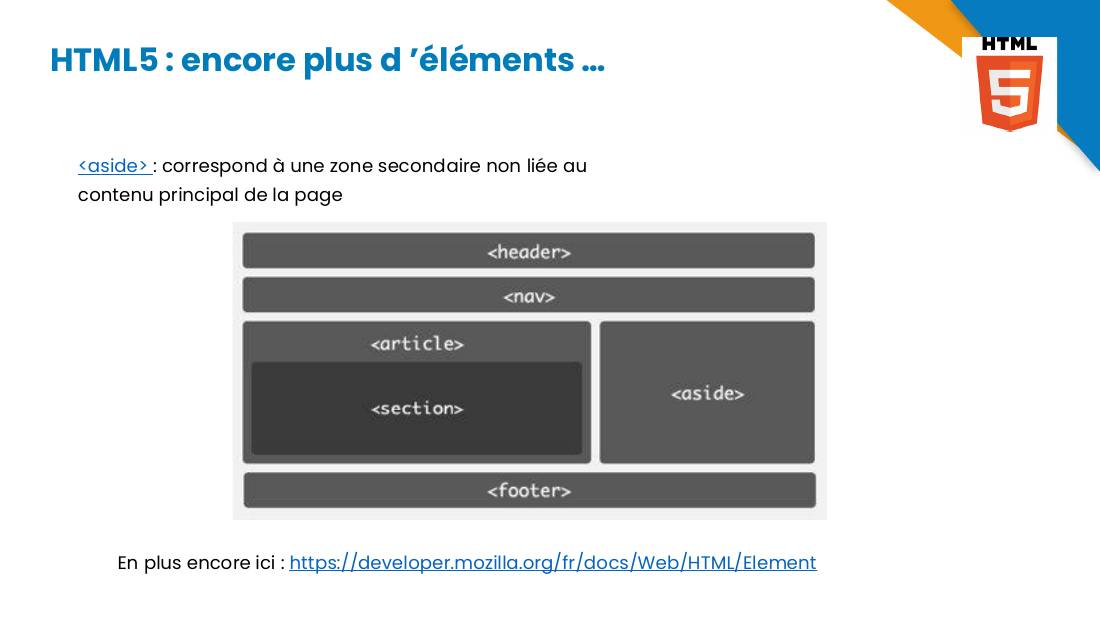 HTML5 : encore plus d ’éléments …
HTML
5
<aside> : correspond à une zone secondaire non liée au
contenu principal de la page
<header>
<nav>
<article>
<section>
<aside>
<footer>
En plus encore ici : https://developer.mozilla.org/fr/docs/Web/HTML/Element